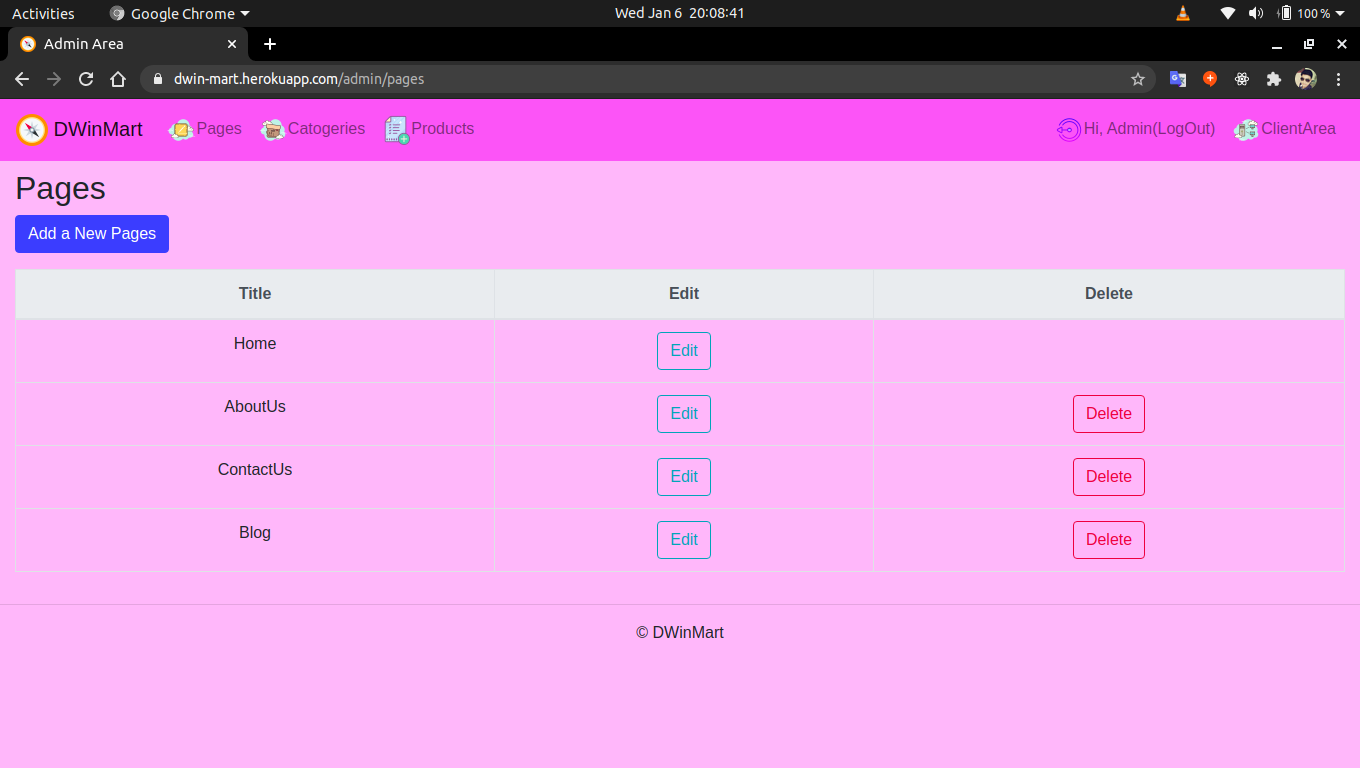 Activities Google Chrome Wed Jan 6 20:08:41 100 %
Admin Area
dwin-mart.herokuapp.com/admin/pages
DWinMart Pages Catogeries Products Hi, Admin(LogOut) ClientArea
Pages
Add a New Pages
Title Edit Delete
Home Edit
AboutUs Edit Delete
ContactUs Edit Delete
Blog Edit Delete
© DWinMart